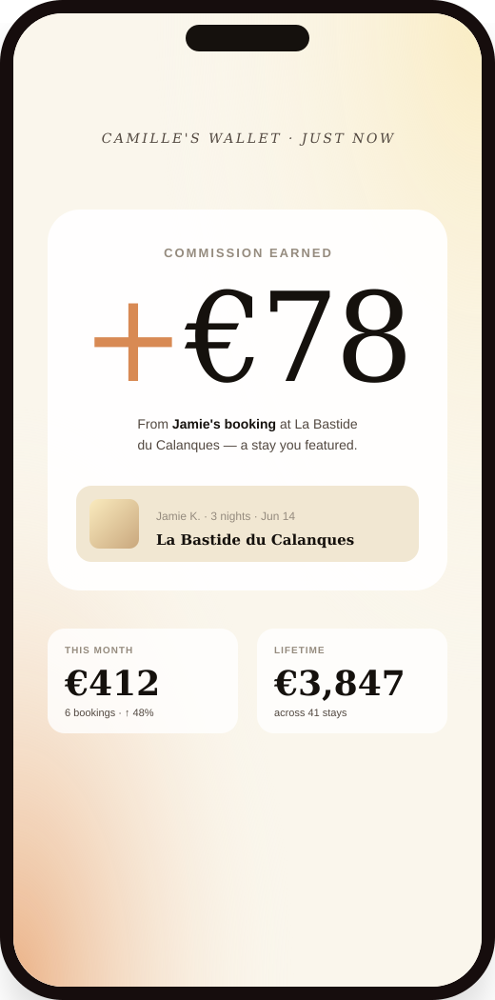 CAMILLE'S WALLET · JUST NOW
COMMISSION EARNED
+€78
From Jamie's booking at La Bastide
du Calanques — a stay you featured.
Jamie K. · 3 nights · Jun 14
La Bastide du Calanques
THIS MONTH
€412
6 bookings · ↑ 48%
LIFETIME
€3,847
across 41 stays